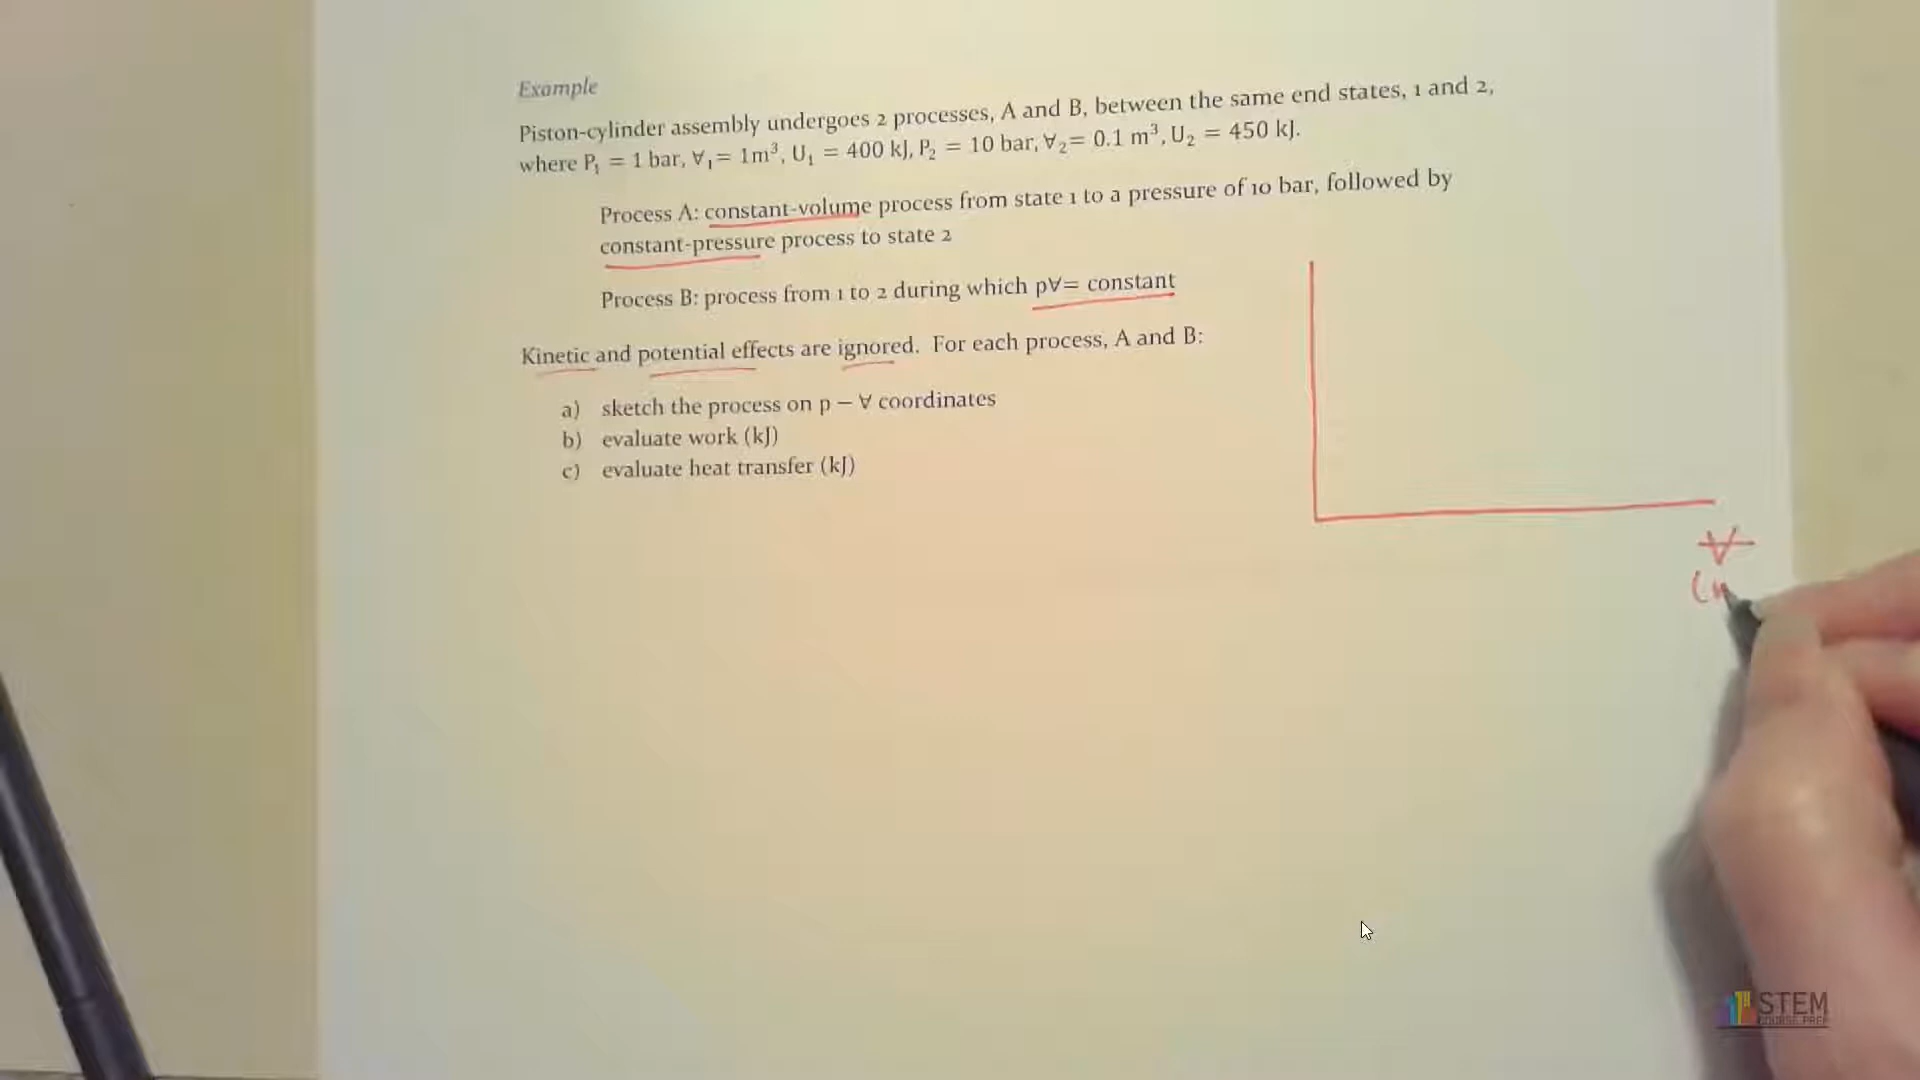 Example
Piston-cylinder assembly undergoes 2 processes, A and B, between the same end states, 1 and 2,
where P₁ = 1 bar, ∀₁= 1m³, U₁ = 400 kJ, P₂ = 10 bar, ∀₂= 0.1 m³, U₂ = 450 kJ.
Process A: constant-volume process from state 1 to a pressure of 10 bar, followed by
constant-pressure process to state 2
Process B: process from 1 to 2 during which p∀= constant
Kinetic and potential effects are ignored. For each process, A and B:
a) sketch the process on p – ∀ coordinates
b) evaluate work (kJ)
c) evaluate heat transfer (kJ)
∀
(m
STEM
COURSE PREP